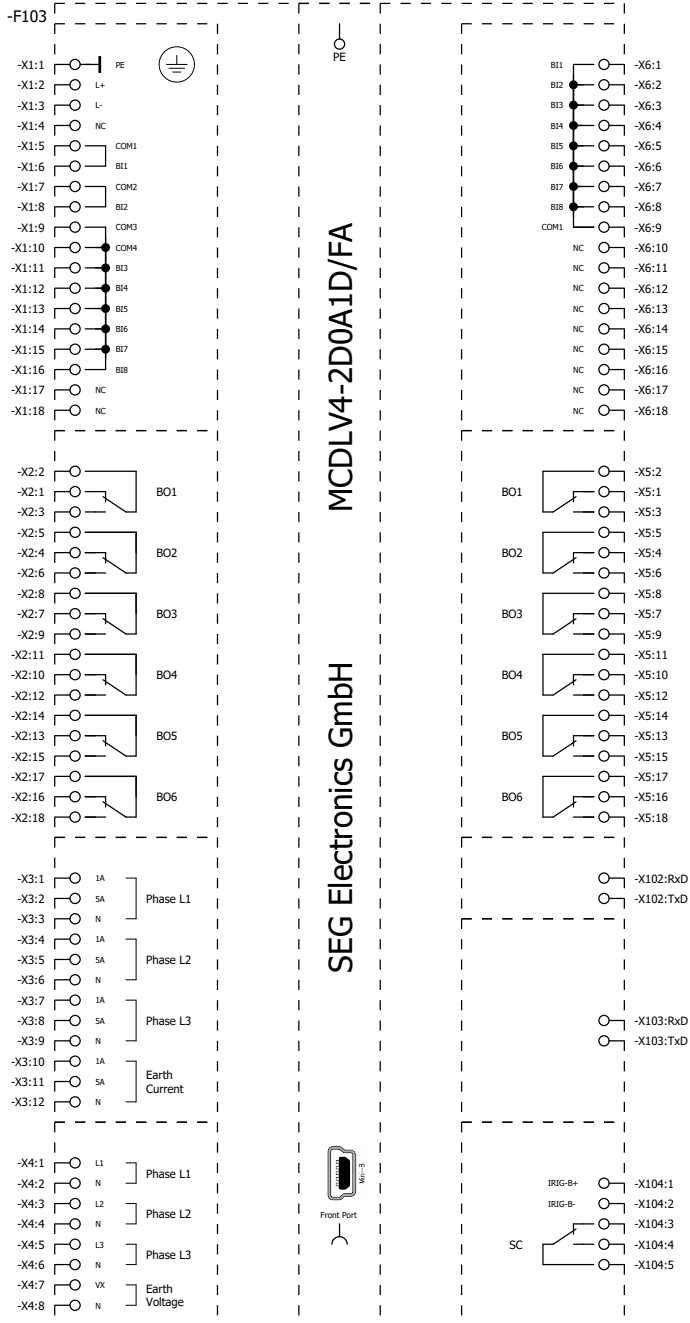 -F103
PE
-X1:1 PE
-X1:2 L+
-X1:3 L-
-X1:4 NC
-X1:5 COM1
-X1:6 BI1
-X1:7 COM2
-X1:8 BI2
-X1:9 COM3
-X1:10 COM4
-X1:11 BI3
-X1:12 BI4
-X1:13 BI5
-X1:14 BI6
-X1:15 BI7
-X1:16 BI8
-X1:17 NC
-X1:18 NC
-X2:2
-X2:1 BO1
-X2:3
-X2:5
-X2:4 BO2
-X2:6
-X2:8
-X2:7 BO3
-X2:9
-X2:11
-X2:10 BO4
-X2:12
-X2:14
-X2:13 BO5
-X2:15
-X2:17
-X2:16 BO6
-X2:18
-X3:1 1A
-X3:2 5A Phase L1
-X3:3 N
-X3:4 1A
-X3:5 5A Phase L2
-X3:6 N
-X3:7 1A
-X3:8 5A Phase L3
-X3:9 N
-X3:10 1A
-X3:11 5A Earth Current
-X3:12 N
-X4:1 L1
Phase L1
-X4:2 N
-X4:3 L2
Phase L2
-X4:4 N
-X4:5 L3
Phase L3
-X4:6 N
-X4:7 VX
Earth Voltage
-X4:8 N
MCDLV4-2D0A1D/FA
SEG Electronics GmbH
Mini-B
Front Port
BI1 -X6:1
BI2 -X6:2
BI3 -X6:3
BI4 -X6:4
BI5 -X6:5
BI6 -X6:6
BI7 -X6:7
BI8 -X6:8
COM1 -X6:9
NC -X6:10
NC -X6:11
NC -X6:12
NC -X6:13
NC -X6:14
NC -X6:15
NC -X6:16
NC -X6:17
NC -X6:18
-X5:2
BO1 -X5:1
-X5:3
-X5:5
BO2 -X5:4
-X5:6
-X5:8
BO3 -X5:7
-X5:9
-X5:11
BO4 -X5:10
-X5:12
-X5:14
BO5 -X5:13
-X5:15
-X5:17
BO6 -X5:16
-X5:18
-X102:RxD
-X102:TxD
-X103:RxD
-X103:TxD
IRIG-B+ -X104:1
IRIG-B- -X104:2
-X104:3
SC -X104:4
-X104:5